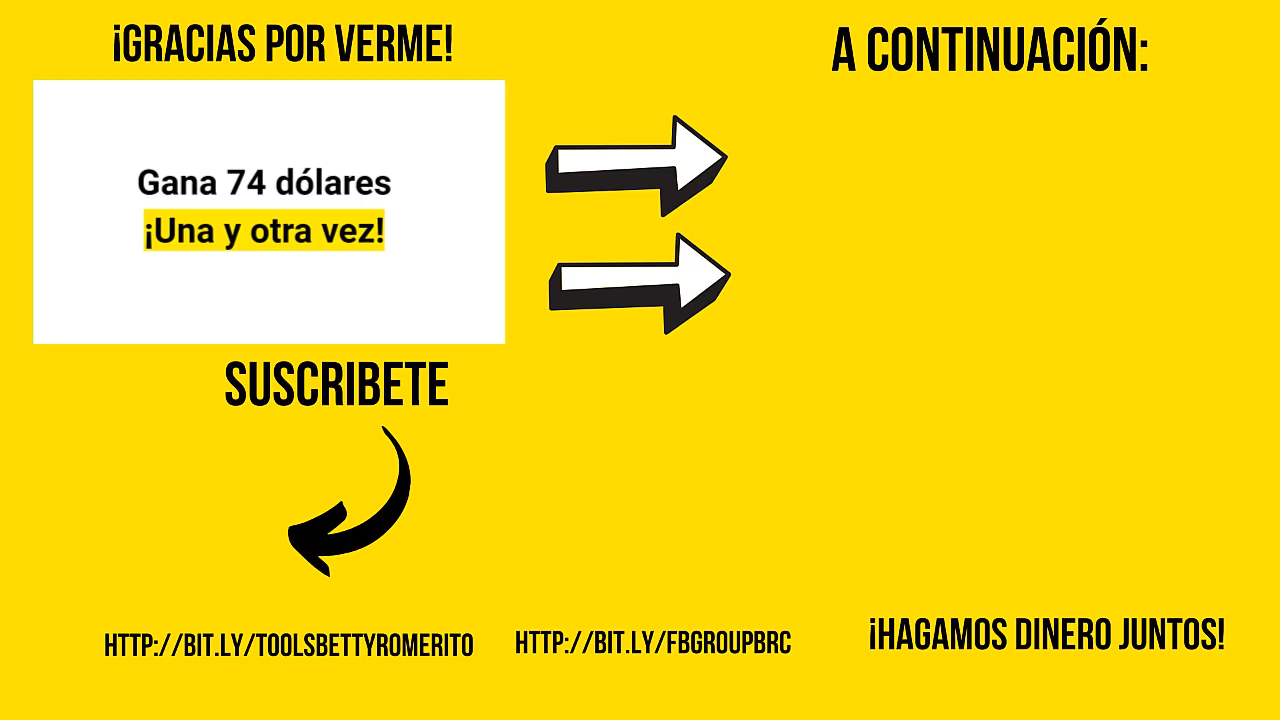 ¡GRACIAS POR VERME!
A CONTINUACIÓN:
Gana 74 dólares
¡Una y otra vez!
SUSCRIBETE
HTTP://BIT.LY/TOOLSBETTYROMERITO
HTTP://BIT.LY/FBGROUPBRC
¡HAGAMOS DINERO JUNTOS!